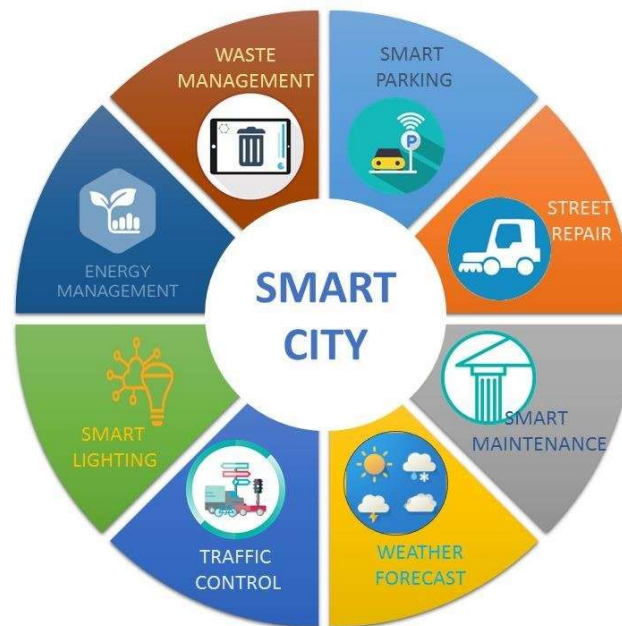 WASTE
MANAGEMENT
SMART
PARKING
STREET
REPAIR
SMART
MAINTENANCE
WEATHER
FORECAST
TRAFFIC
CONTROL
SMART
LIGHTING
ENERGY
MANAGEMENT
SMART
CITY
P